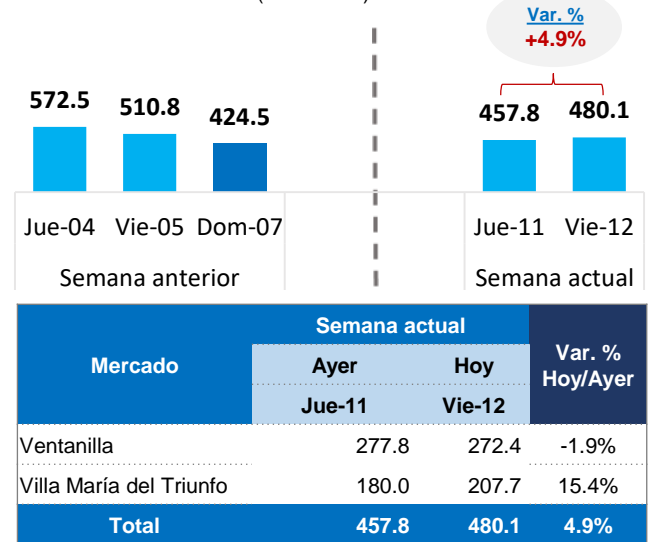 Var. %
+4.9%
572.5 510.8 424.5 457.8 480.1
Jue-04 Vie-05 Dom-07 Jue-11 Vie-12
Semana anterior Semana actual
Mercado Semana actual Var. % Hoy/Ayer
Ayer Hoy
Jue-11 Vie-12
Ventanilla 277.8 272.4 -1.9%
Villa María del Triunfo 180.0 207.7 15.4%
Total 457.8 480.1 4.9%